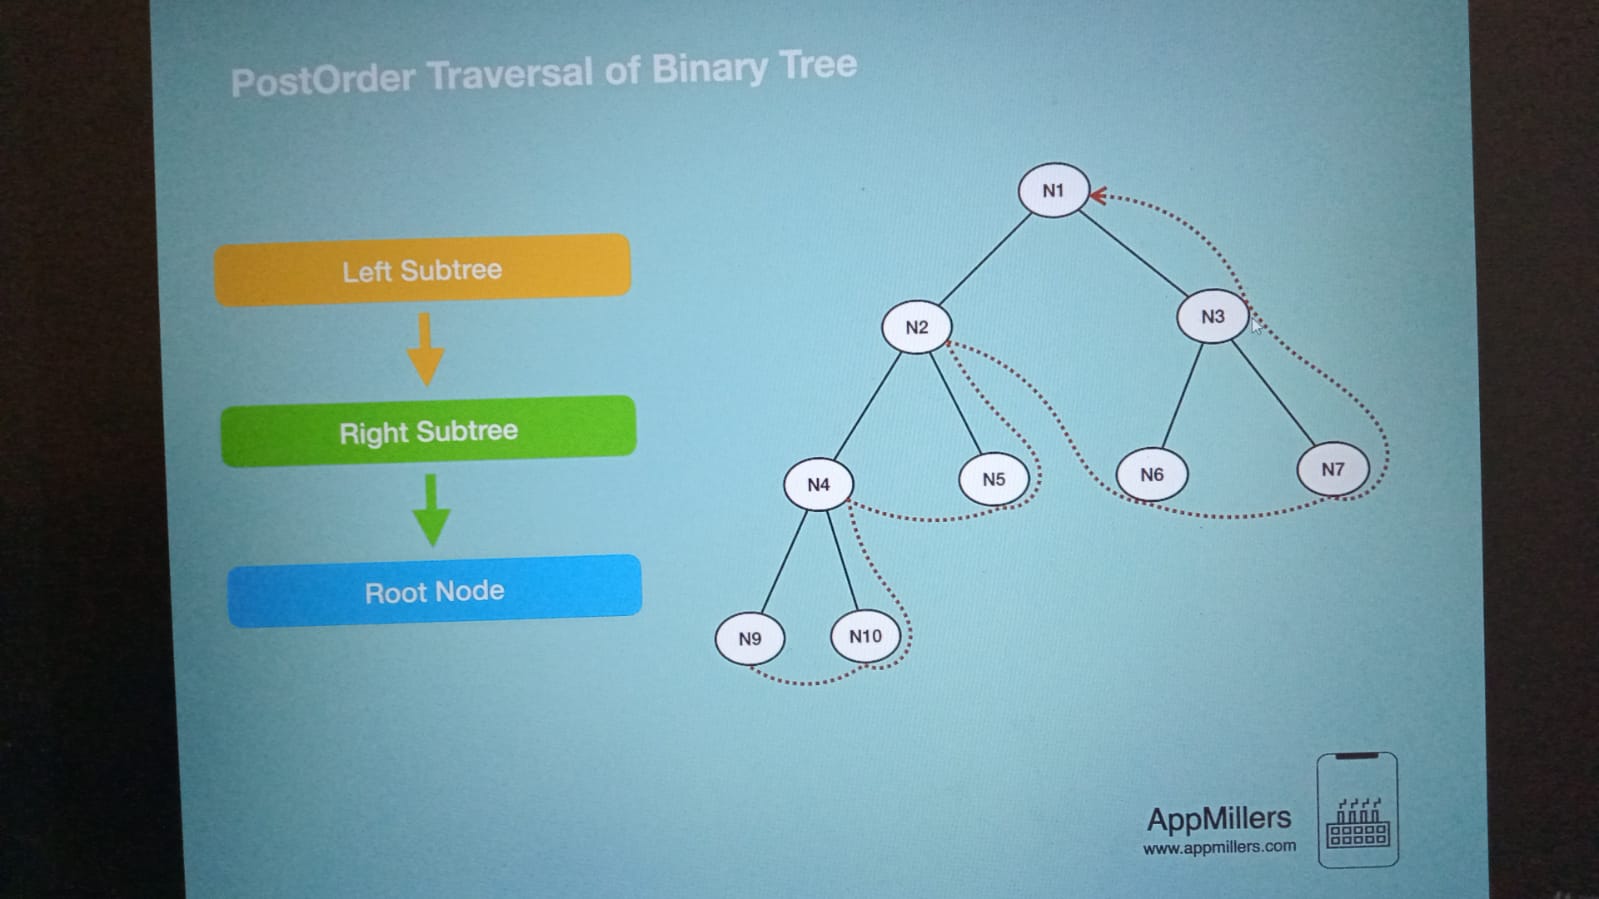 PostOrder Traversal of Binary Tree
Left Subtree
Right Subtree
Root Node
N1
N2
N3
N4
N5
N6
N7
N9
N10
AppMillers
www.appmillers.com